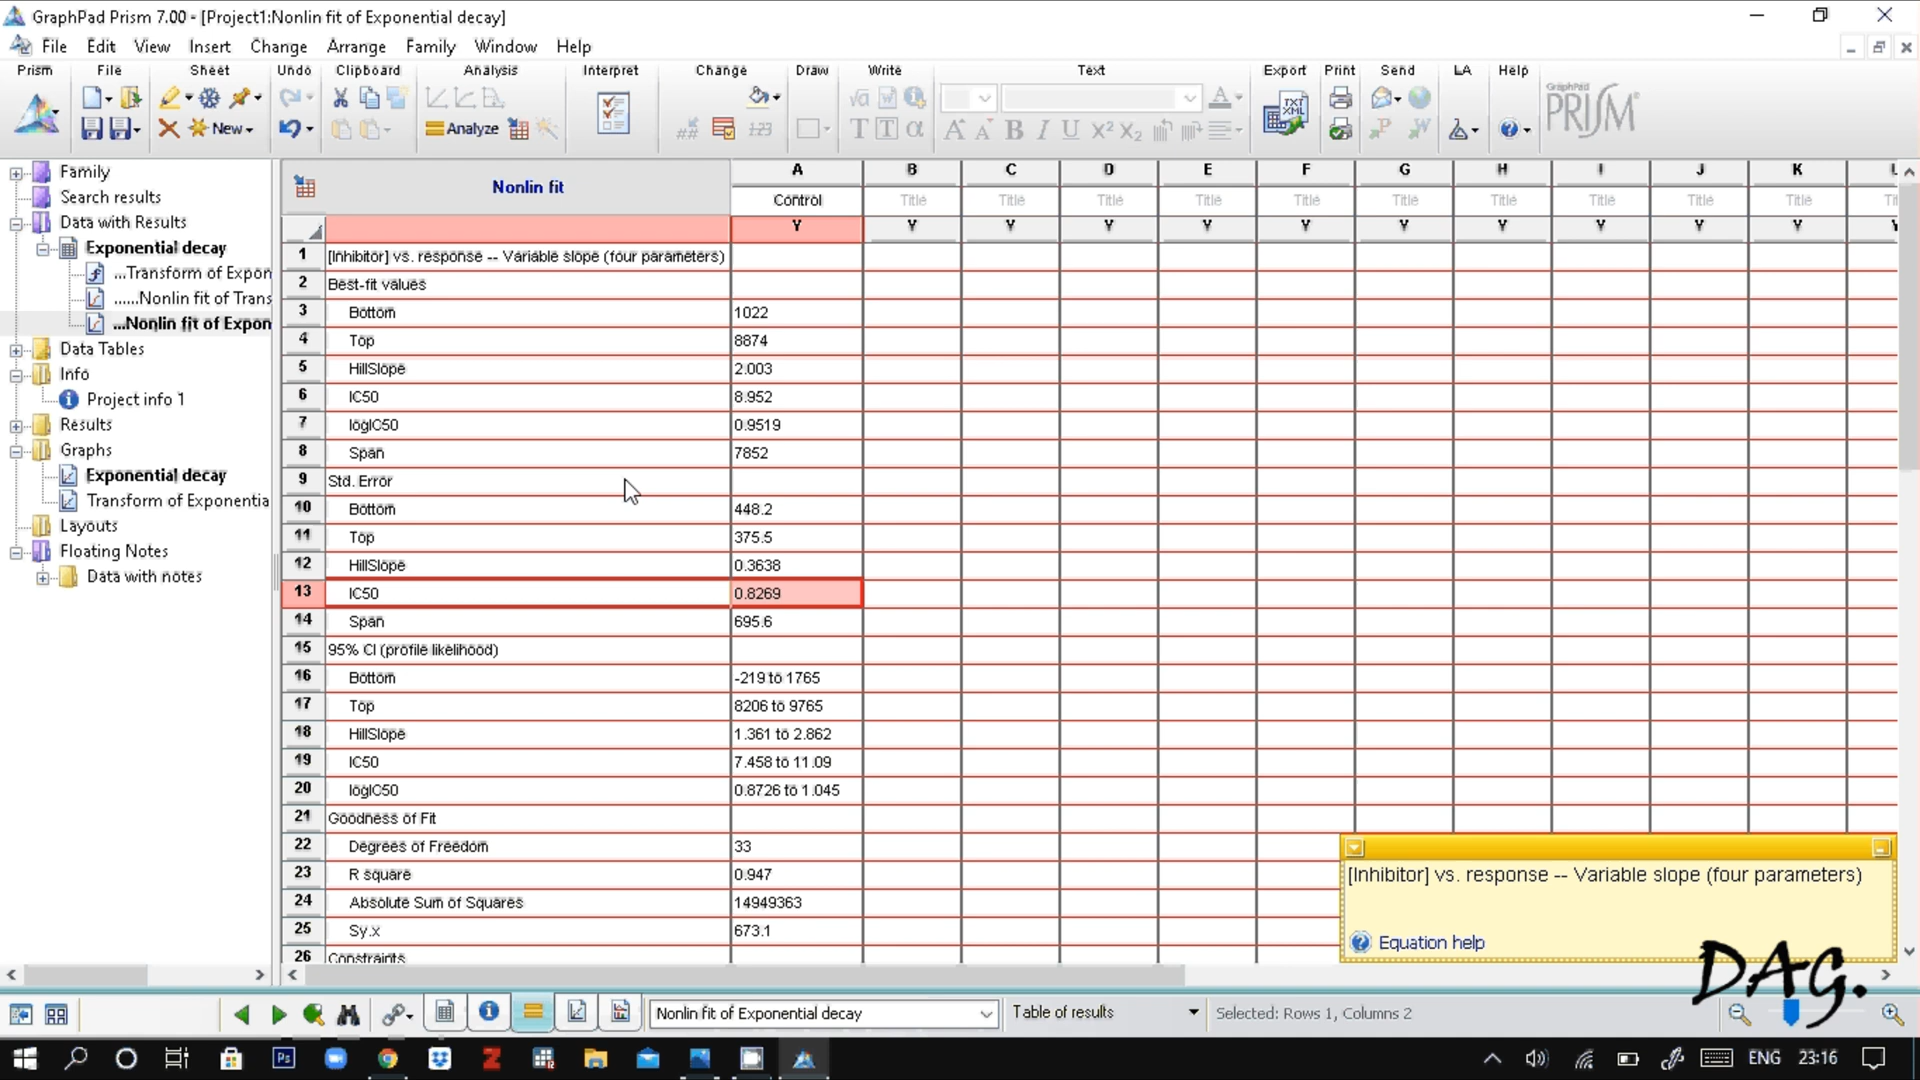 GraphPad Prism 7.00 - [Project1:Nonlin fit of Exponential decay]
File Edit View Insert Change Arrange Family Window Help
Prism File Sheet Undo Clipboard Analysis Interpret Change Draw Write Text Export Print Send LA Help
New
Analyze
GraphPad
PRISM
Family
Search results
Data with Results
Exponential decay
...Transform of Expon
......Nonlin fit of Trans
...Nonlin fit of Expon
Data Tables
Info
Project info 1
Results
Graphs
Exponential decay
Transform of Exponentia
Layouts
Floating Notes
Data with notes
Nonlin fit
A B C D E F G H I J K L
Control Title Title Title Title Title Title Title Title Title Title
Y Y Y Y Y Y Y Y Y Y Y
1 [Inhibitor] vs. response -- Variable slope (four parameters)
2 Best-fit values
3 Bottom 1022
4 Top 8874
5 HillSlope 2.003
6 IC50 8.952
7 logIC50 0.9519
8 Span 7852
9 Std. Error
10 Bottom 448.2
11 Top 375.5
12 HillSlope 0.3638
13 IC50 0.8269
14 Span 695.6
15 95% CI (profile likelihood)
16 Bottom -219 to 1765
17 Top 8206 to 9765
18 HillSlope 1.361 to 2.862
19 IC50 7.458 to 11.09
20 logIC50 0.8726 to 1.045
21 Goodness of Fit
22 Degrees of Freedom 33
23 R square 0.947
24 Absolute Sum of Squares 14949363
25 Sy.x 673.1
26 Constraints
[Inhibitor] vs. response -- Variable slope (four parameters)
Equation help
DAG.
Nonlin fit of Exponential decay
Table of results
Selected: Rows 1, Columns 2
ENG 23:16